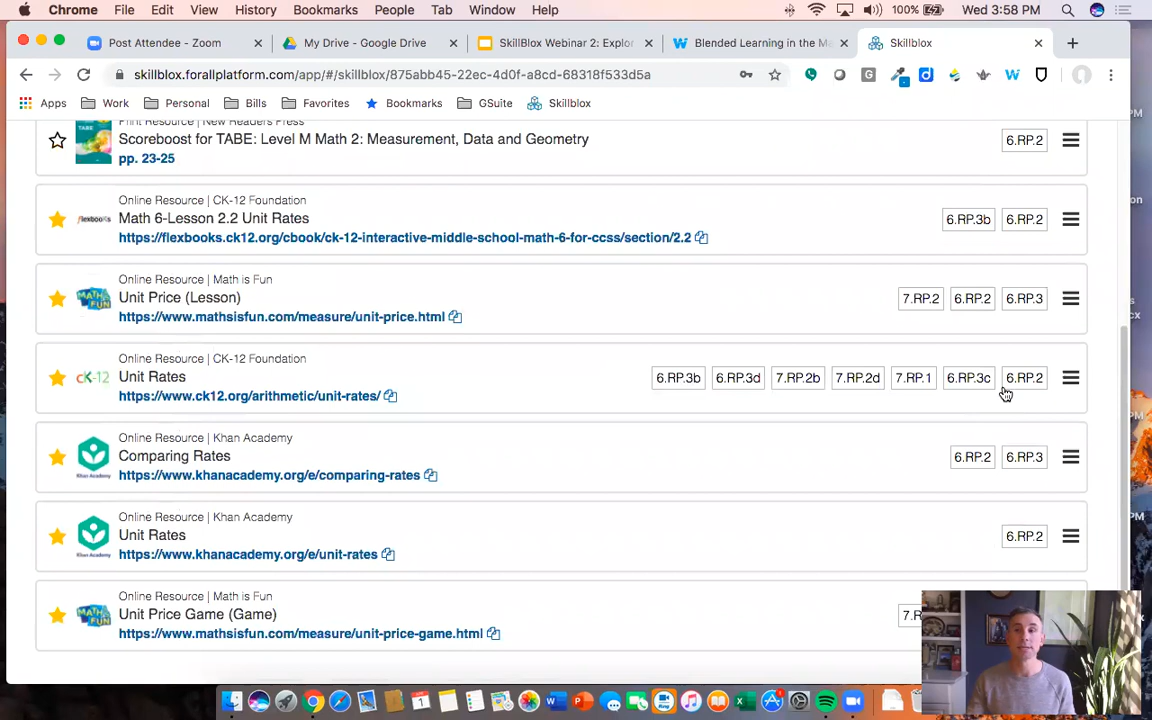 Chrome File Edit View History Bookmarks People Tab Window Help 100% Wed 3:58 PM
Post Attendee - Zoom My Drive - Google Drive SkillBlox Webinar 2: Explor Blended Learning in the Ma Skillblox
skillblox.forallplatform.com/app/#/skillblox/875abb45-22ec-4d0f-a8cd-68318f533d5a
Apps Work Personal Bills Favorites Bookmarks GSuite Skillblox
Print Resource | New Readers Press
Scoreboost for TABE: Level M Math 2: Measurement, Data and Geometry 6.RP.2
pp. 23-25
Online Resource | CK-12 Foundation
Math 6-Lesson 2.2 Unit Rates 6.RP.3b 6.RP.2
https://flexbooks.ck12.org/cbook/ck-12-interactive-middle-school-math-6-for-ccss/section/2.2
Online Resource | Math is Fun
Unit Price (Lesson) 7.RP.2 6.RP.2 6.RP.3
https://www.mathsisfun.com/measure/unit-price.html
Online Resource | CK-12 Foundation
Unit Rates 6.RP.3b 6.RP.3d 7.RP.2b 7.RP.2d 7.RP.1 6.RP.3c 6.RP.2
https://www.ck12.org/arithmetic/unit-rates/
Online Resource | Khan Academy
Comparing Rates 6.RP.2 6.RP.3
https://www.khanacademy.org/e/comparing-rates
Online Resource | Khan Academy
Unit Rates 6.RP.2
https://www.khanacademy.org/e/unit-rates
Online Resource | Math is Fun
Unit Price Game (Game) 7.R
https://www.mathsisfun.com/measure/unit-price-game.html